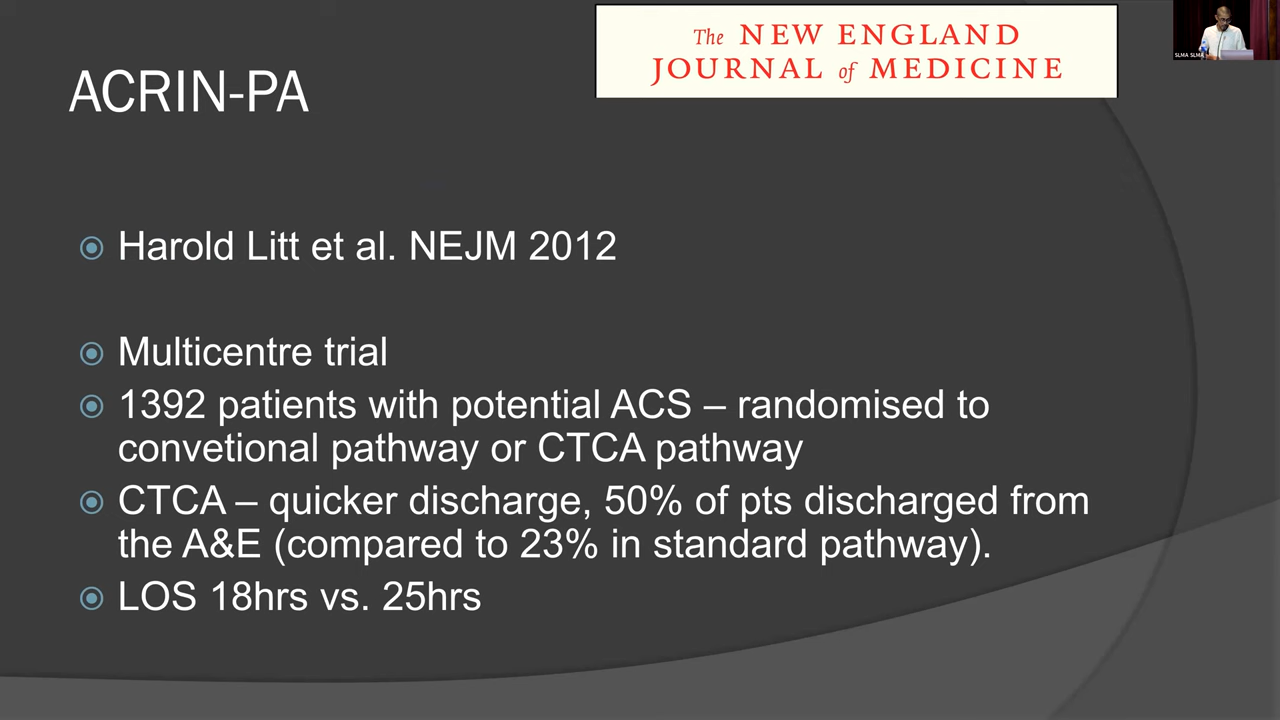 The NEW ENGLAND
JOURNAL of MEDICINE
SLMA SLMA
ACRIN-PA
Harold Litt et al. NEJM 2012
Multicentre trial
1392 patients with potential ACS – randomised to
convetional pathway or CTCA pathway
CTCA – quicker discharge, 50% of pts discharged from
the A&E (compared to 23% in standard pathway).
LOS 18hrs vs. 25hrs